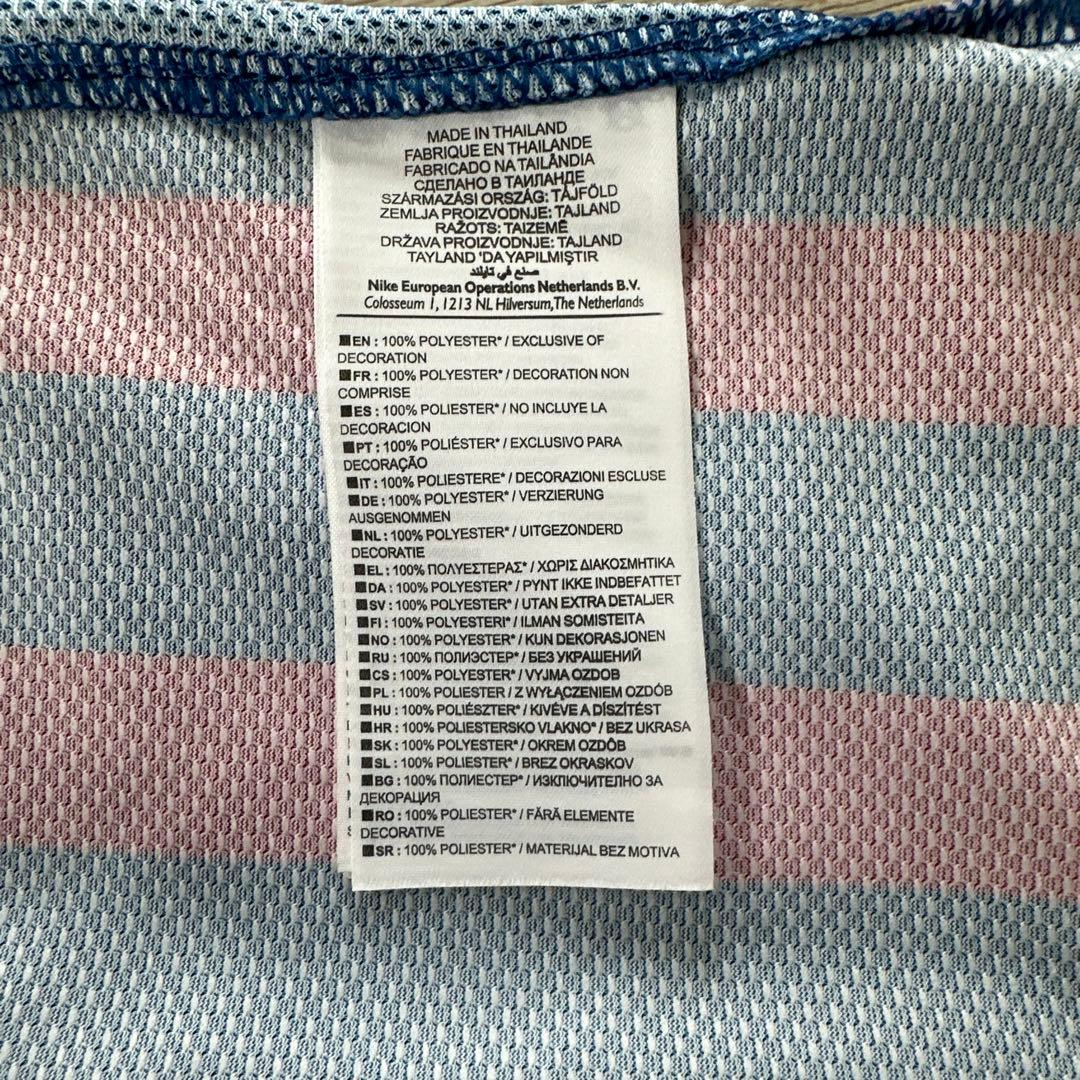 MADE IN THAILAND
FABRIQUE EN THAILANDE
FABRICADO NA TAILÂNDIA
СДЕЛАНО В ТАИЛАНДЕ
SZÁRMAZÁSI ORSZÁG: TÁJFÖLD
ZEMLJA PROIZVODNJE: TAJLAND
RAŽOTS: TAIZEMĒ
DRŽAVA PROIZVODNJE: TAJLAND
TAYLAND 'DA YAPILMIŞTIR
صنع في تايلند
Nike European Operations Netherlands B.V.
Colosseum 1, 1213 NL Hilversum, The Netherlands
EN : 100% POLYESTER* / EXCLUSIVE OF
DECORATION
FR : 100% POLYESTER* / DECORATION NON
COMPRISE
ES : 100% POLIESTER* / NO INCLUYE LA
DECORACION
PT : 100% POLIÉSTER* / EXCLUSIVO PARA
DECORAÇÃO
IT : 100% POLIESTERE* / DECORAZIONI ESCLUSE
DE : 100% POLYESTER* / VERZIERUNG
AUSGENOMMEN
NL : 100% POLYESTER* / UITGEZONDERD
DECORATIE
EL : 100% ΠΟΛΥΕΣΤΕΡΑΣ* / ΧΩΡΙΣ ΔΙΑΚΟΣΜΗΤΙΚΑ
DA : 100% POLYESTER* / PYNT IKKE INDBEFATTET
SV : 100% POLYESTER* / UTAN EXTRA DETALJER
FI : 100% POLYESTERI* / ILMAN SOMISTEITA
NO : 100% POLYESTER* / KUN DEKORASJONEN
RU : 100% ПОЛИЭСТЕР* / БЕЗ УКРАШЕНИЙ
CS : 100% POLYESTER* / VYJMA OZDOB
PL : 100% POLIESTER / Z WYŁĄCZENIEM OZDÓB
HU : 100% POLIÉSZTER* / KIVÉVE A DÍSZÍTÉST
HR : 100% POLIESTERSKO VLAKNO* / BEZ UKRASA
SK : 100% POLYESTER* / OKREM OZDÔB
SL : 100% POLIESTER* / BREZ OKRASKOV
BG : 100% ПОЛИЕСТЕР* / ИЗКЛЮЧИТЕЛНО ЗА
ДЕКОРАЦИЯ
RO : 100% POLIESTER* / FĂRĂ ELEMENTE
DECORATIVE
SR : 100% POLIESTER* / MATERIJAL BEZ MOTIVA